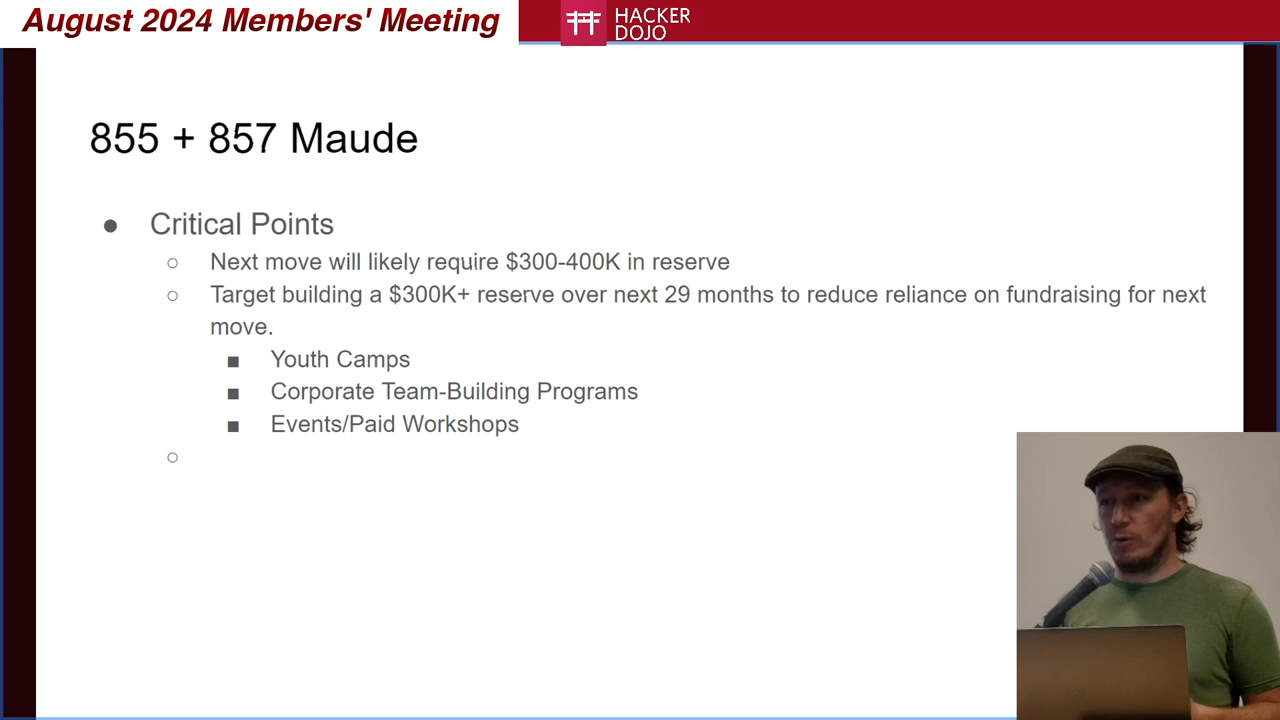 August 2024 Members' Meeting
HACKER
DOJO
855 + 857 Maude
● Critical Points
○ Next move will likely require $300-400K in reserve
○ Target building a $300K+ reserve over next 29 months to reduce reliance on fundraising for next
move.
■ Youth Camps
■ Corporate Team-Building Programs
■ Events/Paid Workshops
○